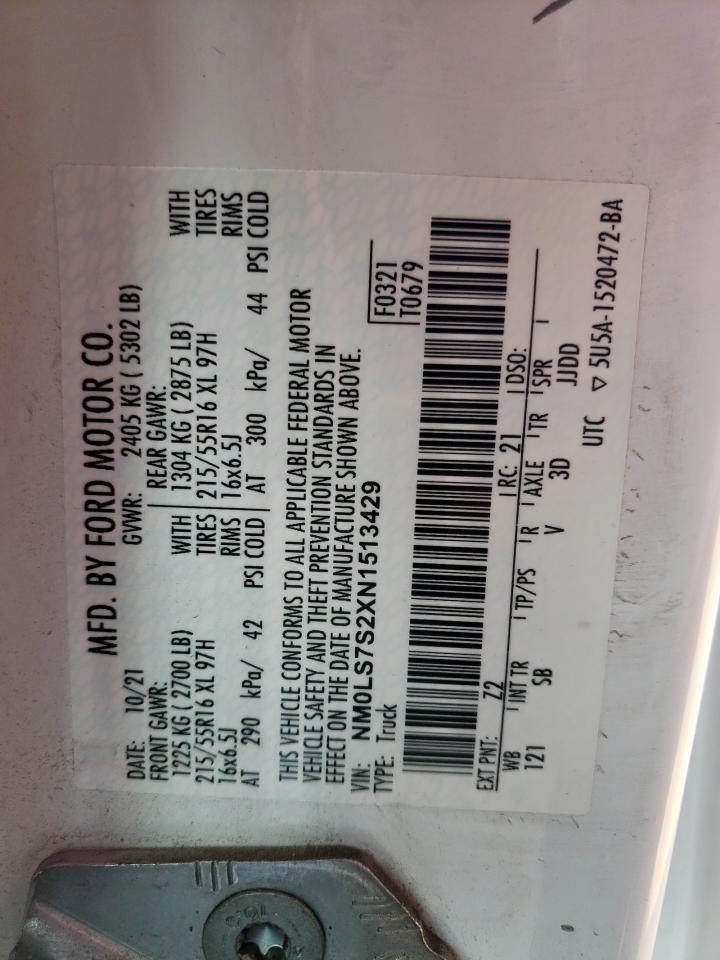 MFD. BY FORD MOTOR CO.
DATE: 10/21 GVWR: 2405 KG ( 5302 LB)
FRONT GAWR: REAR GAWR:
1225 KG ( 2700 LB) WITH 1304 KG ( 2875 LB) WITH
215/55R16 XL 97H TIRES 215/55R16 XL 97H TIRES
16x6.5J RIMS 16x6.5J RIMS
AT 290 kPa/ 42 PSI COLD AT 300 kPa/ 44 PSI COLD
THIS VEHICLE CONFORMS TO ALL APPLICABLE FEDERAL MOTOR
VEHICLE SAFETY AND THEFT PREVENTION STANDARDS IN
EFFECT ON THE DATE OF MANUFACTURE SHOWN ABOVE.
VIN: NM0LS7S2XN1513429
TYPE: Truck
F0321
T0679
EXT PNT: Z2 RC: 21 DSO:
WB INT TR TP/PS R AXLE TR SPR
121 SB V 3D JJDD
UTC ▽ 5U5A-1520472-BA